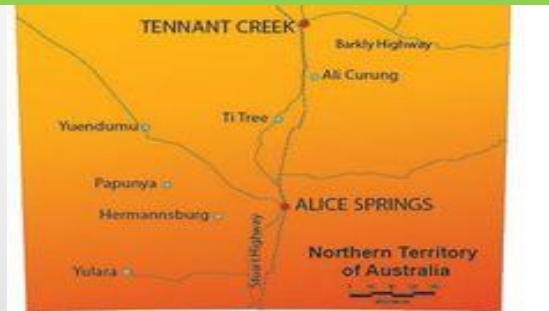 TENNANT CREEK
Barkly Highway
Ali Curung
Ti Tree
Yuendumu
Papunya
ALICE SPRINGS
Hermannsburg
Stuart Highway
Northern Territory
of Australia
Yulara